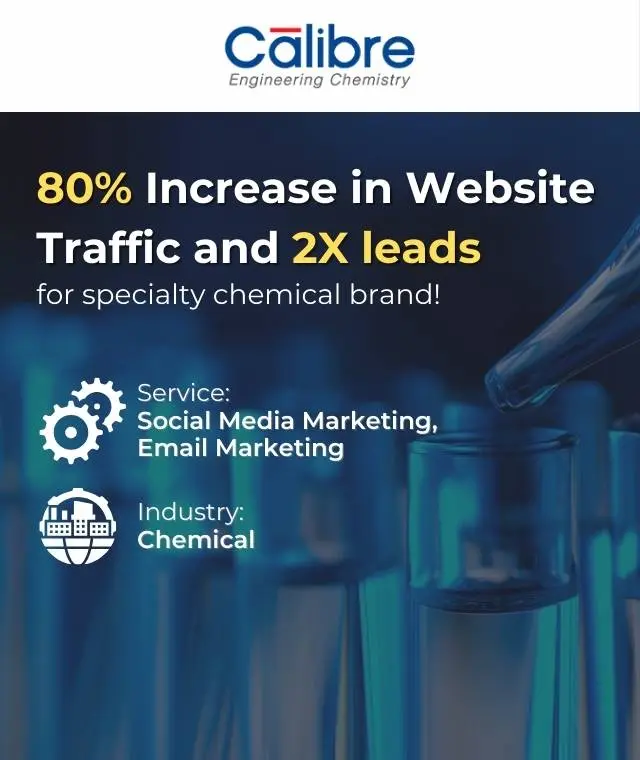 Calibre
Engineering Chemistry
80% Increase in Website
Traffic and 2X leads
for specialty chemical brand!
Service:
Social Media Marketing,
Email Marketing
Industry:
Chemical